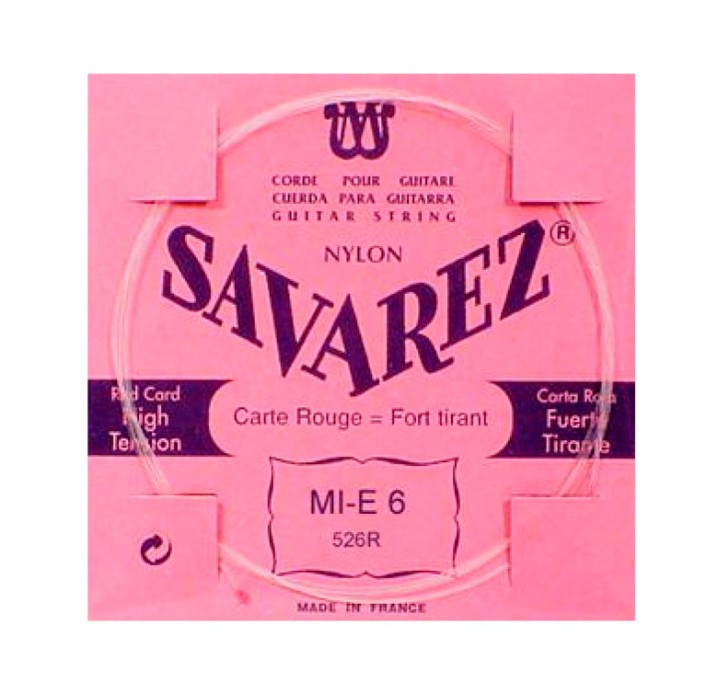 CORDE POUR GUITARE
CUERDA PARA GUITARRA
GUITAR STRING
NYLON
SAVAREZ®
Red Card
High
Tension
Carte Rouge = Fort tirant
Carta Roja
Fuerte
Tirante
MI-E 6
526R
MADE IN FRANCE